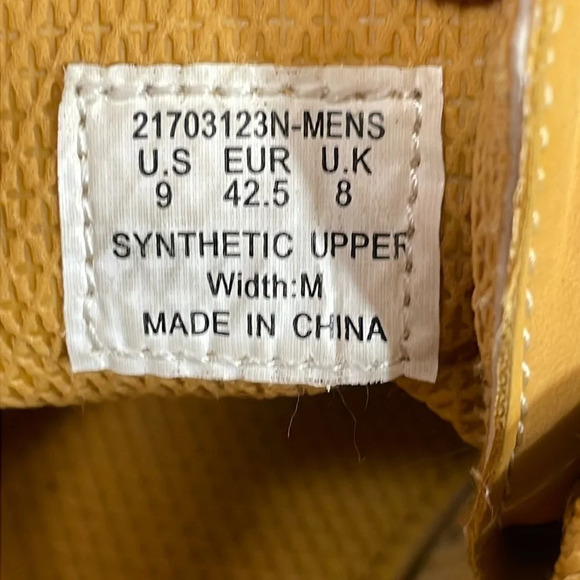 21703123N-MENS
U.S EUR U.K
9 42.5 8
SYNTHETIC UPPER
Width:M
MADE IN CHINA